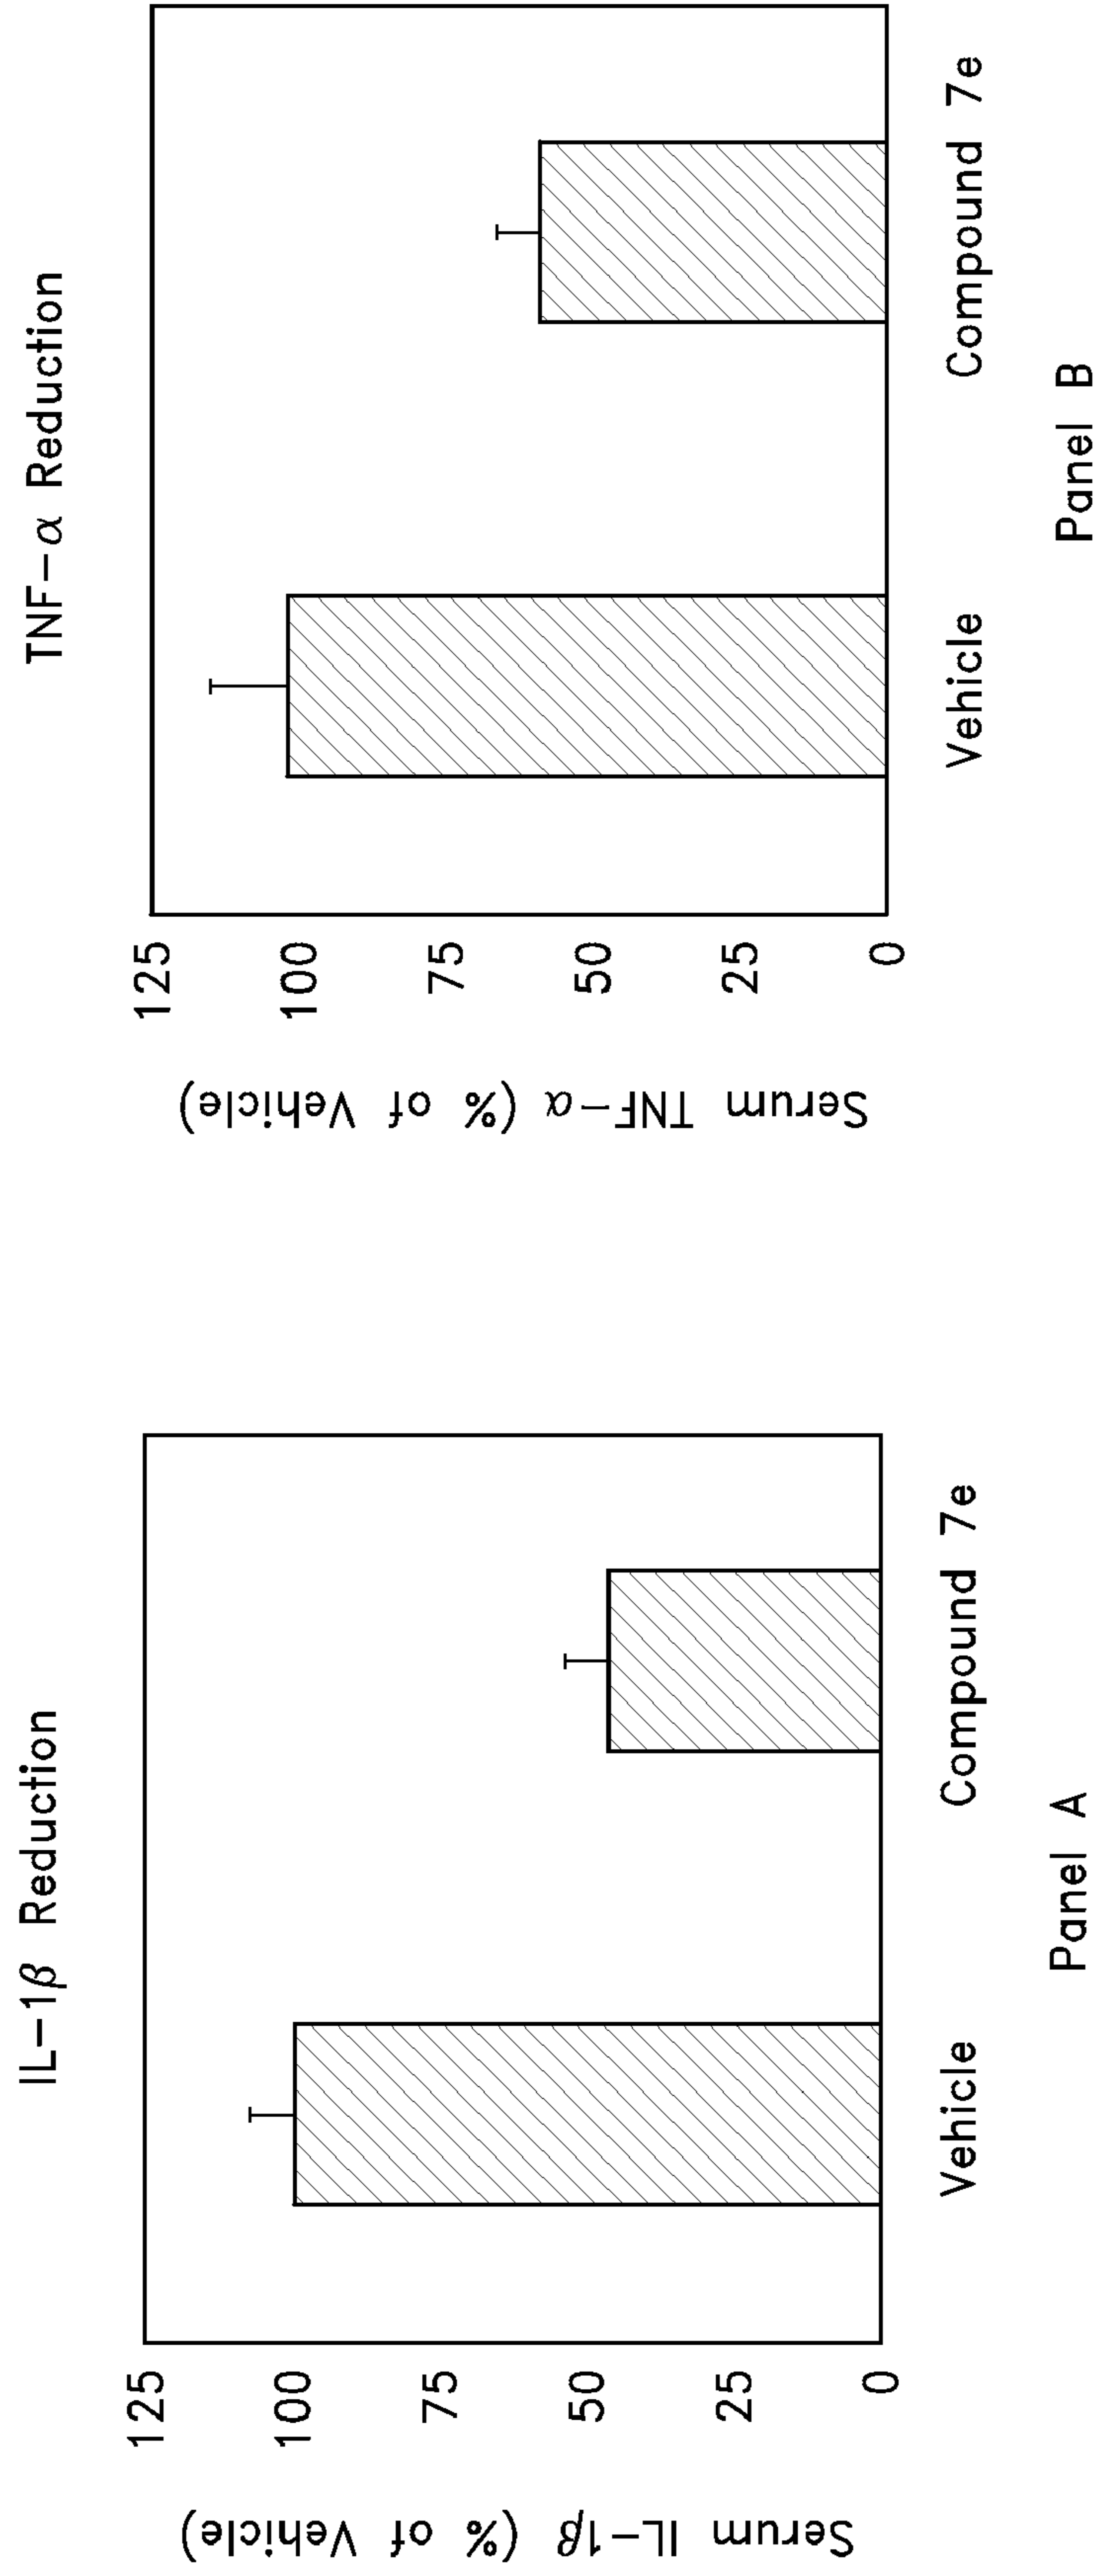 IL-1β Reduction
Serum IL-1β (% of Vehicle)
125
100
75
50
25
0
Vehicle
Compound 7e
Panel A
TNF-α Reduction
Serum TNF-α (% of Vehicle)
125
100
75
50
25
0
Vehicle
Compound 7e
Panel B